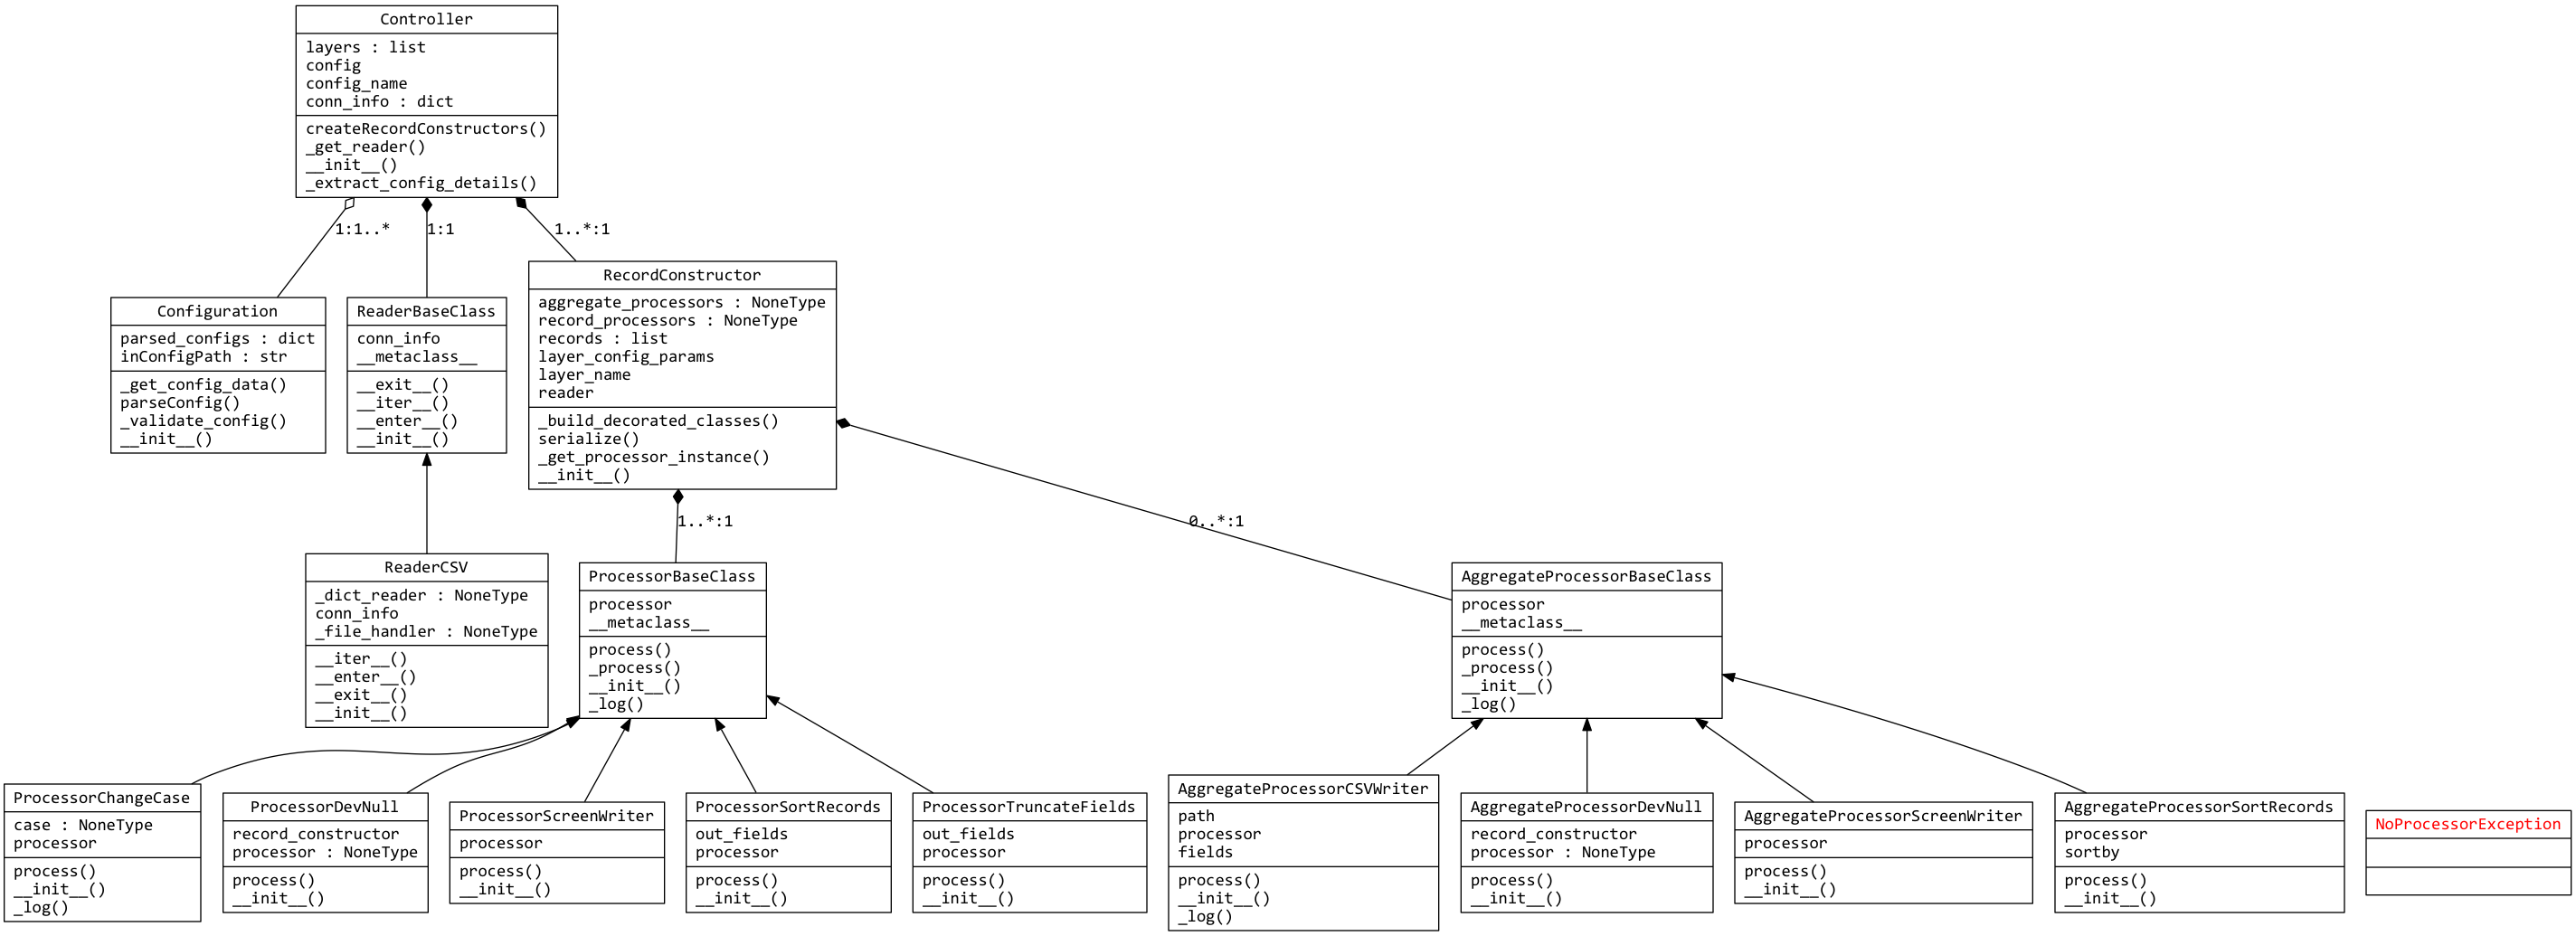 Controller
layers : list
config
config_name
conn_info : dict
createRecordConstructors()
_get_reader()
__init__()
_extract_config_details()
1:1..*
1:1
1..*:1
Configuration
parsed_configs : dict
inConfigPath : str
_get_config_data()
parseConfig()
_validate_config()
__init__()
ReaderBaseClass
conn_info
__metaclass__
__exit__()
__iter__()
__enter__()
__init__()
RecordConstructor
aggregate_processors : NoneType
record_processors : NoneType
records : list
layer_config_params
layer_name
reader
_build_decorated_classes()
serialize()
_get_processor_instance()
__init__()
1..*:1
0..*:1
ReaderCSV
_dict_reader : NoneType
conn_info
_file_handler : NoneType
__iter__()
__enter__()
__exit__()
__init__()
ProcessorBaseClass
processor
__metaclass__
process()
_process()
__init__()
_log()
AggregateProcessorBaseClass
processor
__metaclass__
process()
_process()
__init__()
_log()
ProcessorChangeCase
case : NoneType
processor
process()
__init__()
_log()
ProcessorDevNull
record_constructor
processor : NoneType
process()
__init__()
ProcessorScreenWriter
processor
process()
__init__()
ProcessorSortRecords
out_fields
processor
process()
__init__()
ProcessorTruncateFields
out_fields
processor
process()
__init__()
AggregateProcessorCSVWriter
path
processor
fields
process()
__init__()
_log()
AggregateProcessorDevNull
record_constructor
processor : NoneType
process()
__init__()
AggregateProcessorScreenWriter
processor
process()
__init__()
AggregateProcessorSortRecords
processor
sortby
process()
__init__()
NoProcessorException